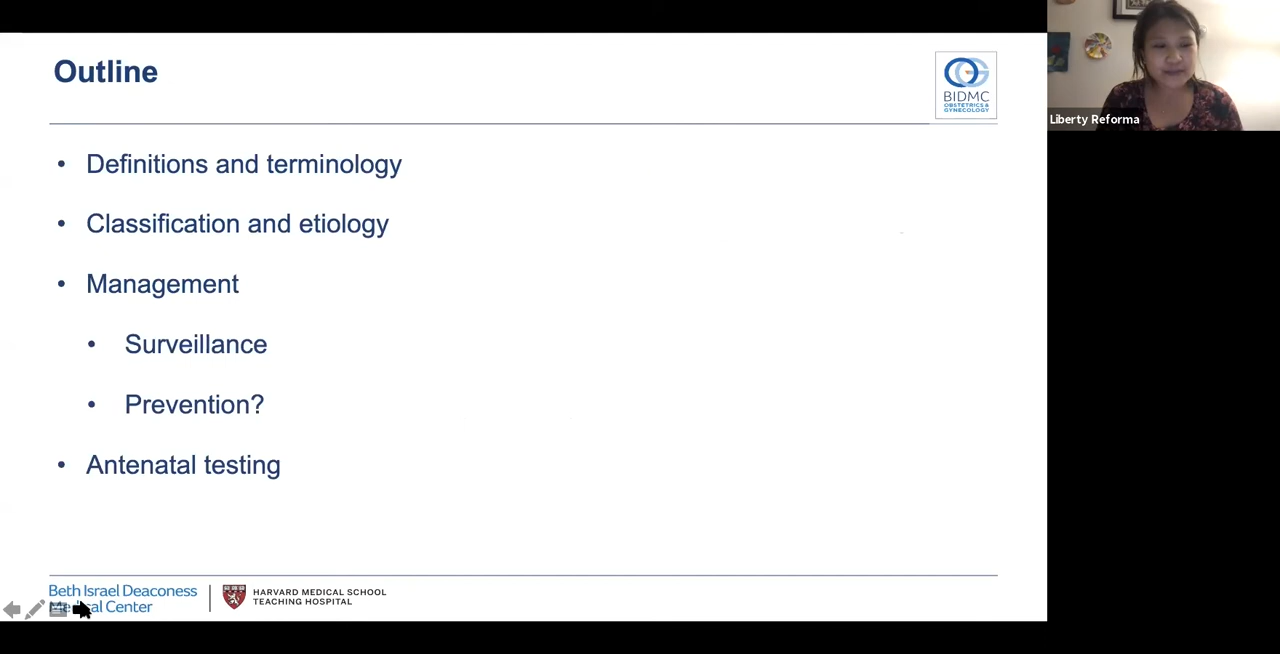 Outline
BIDMC
OBSTETRICS &
GYNECOLOGY
Liberty Reforma
• Definitions and terminology
• Classification and etiology
• Management
• Surveillance
• Prevention?
• Antenatal testing
Beth Israel Deaconess
Medical Center
HARVARD MEDICAL SCHOOL
TEACHING HOSPITAL